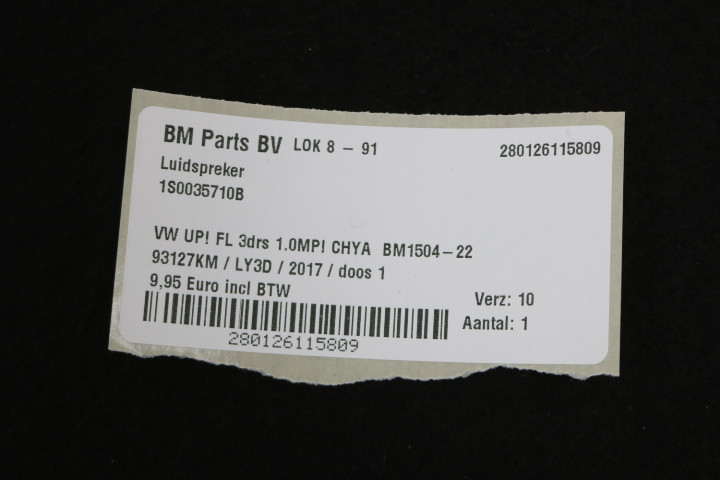 BM Parts BV LOK 8 - 91 280126115809
Luidspreker
1S0035710B
VW UP! FL 3drs 1.0MP! CHYA BM1504-22
93127KM / LY3D / 2017 / doos 1
9,95 Euro incl BTW
Verz: 10
Aantal: 1
280126115809